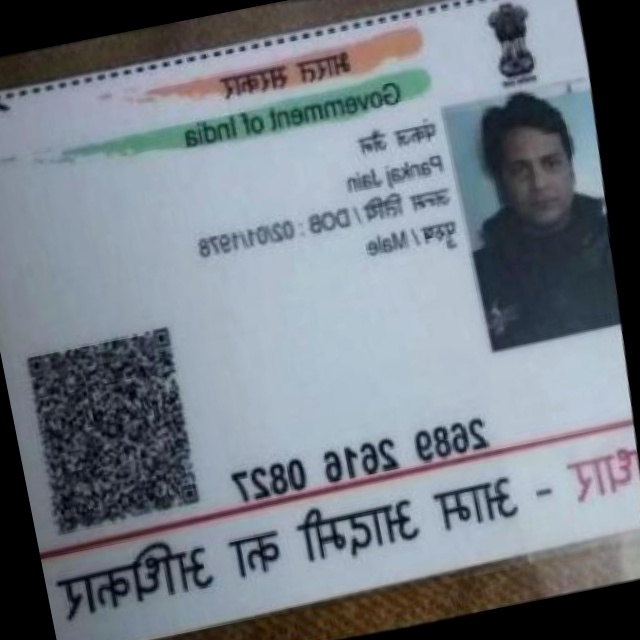 भारत सरकार
Government of India
पंकज जैन
Pankaj Jain
जन्म तिथि / DOB : 02/01/1978
पुरुष / Male
2689 2616 0827
- आम आदमी का अधिकार